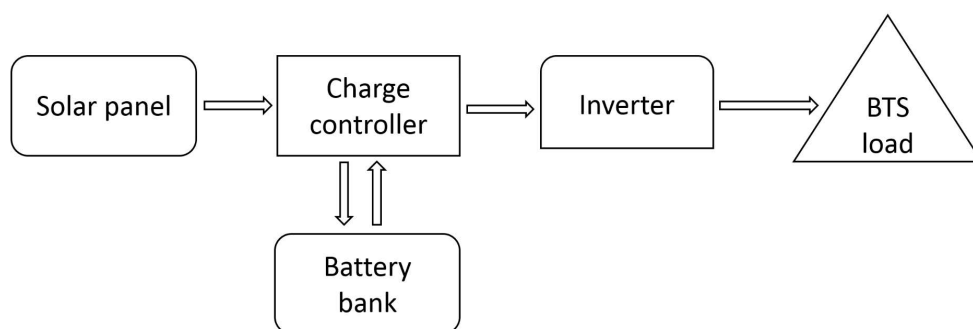 Solar panel
Charge
controller
Inverter
BTS
load
Battery
bank